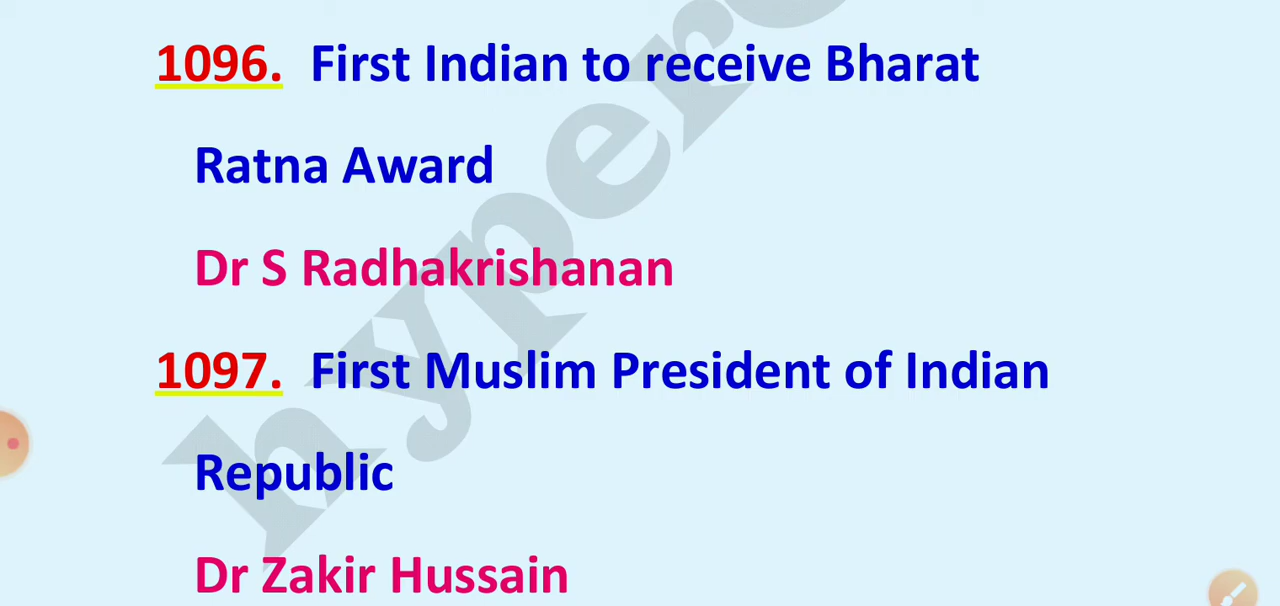 1096. First Indian to receive Bharat
Ratna Award
Dr S Radhakrishanan
1097. First Muslim President of Indian
Republic
Dr Zakir Hussain
hyper